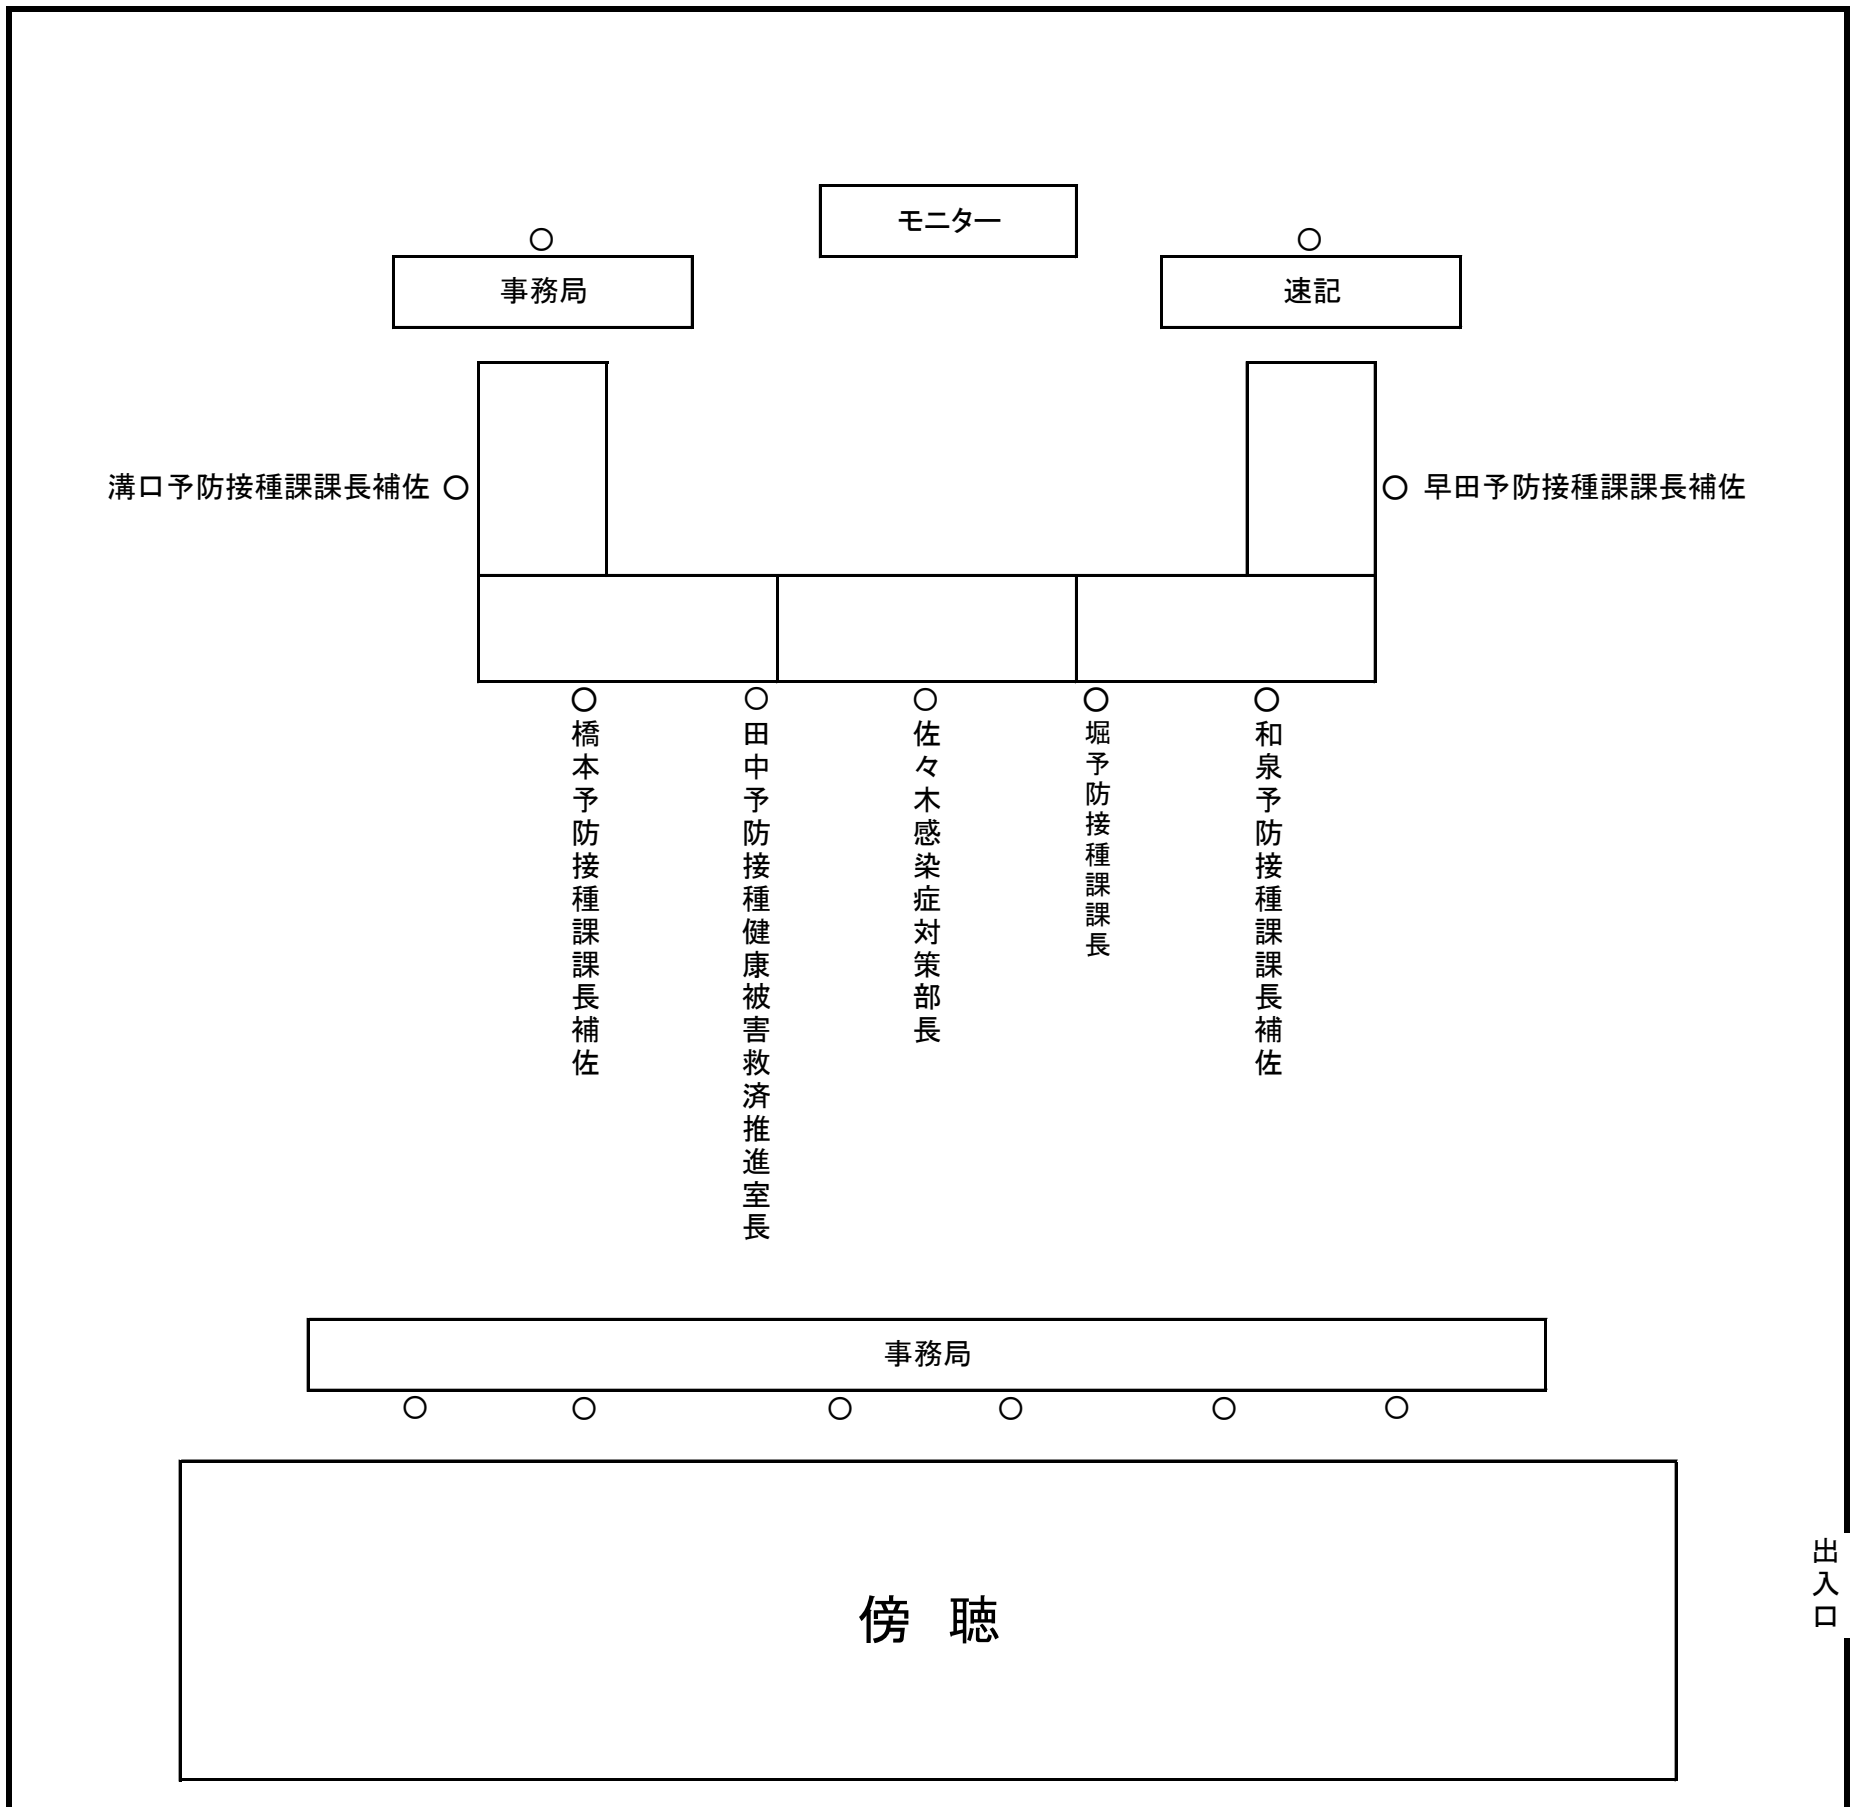 モニター
事務局
速記
溝口予防接種課課長補佐
早田予防接種課課長補佐
橋本予防接種課課長補佐
田中予防接種健康被害救済推進室長
佐々木感染症対策部長
堀予防接種課課長
和泉予防接種課課長補佐
事務局
出入口
傍聴